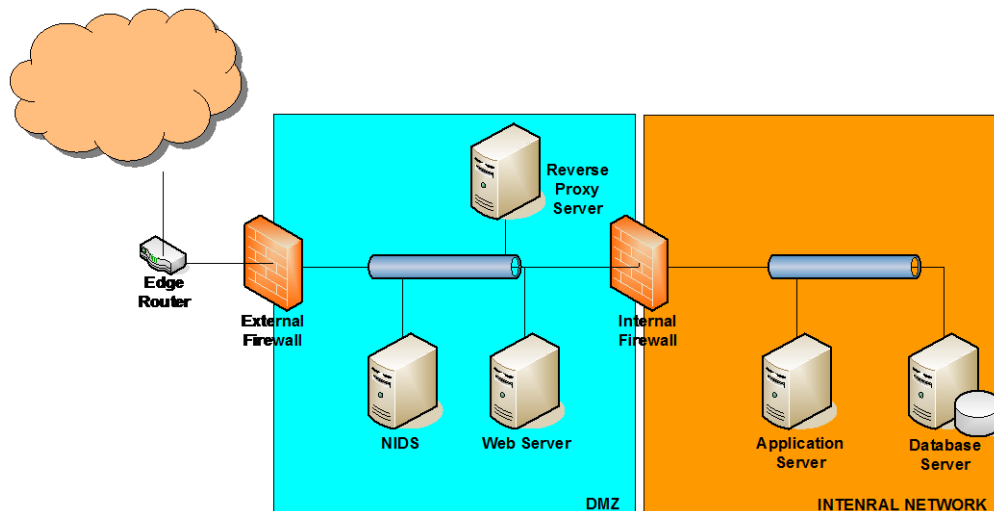 Reverse
Proxy
Server
Edge
Router
External
Firewall
Internal
Firewall
NIDS
Web Server
Application
Server
Database
Server
DMZ
INTENRAL NETWORK